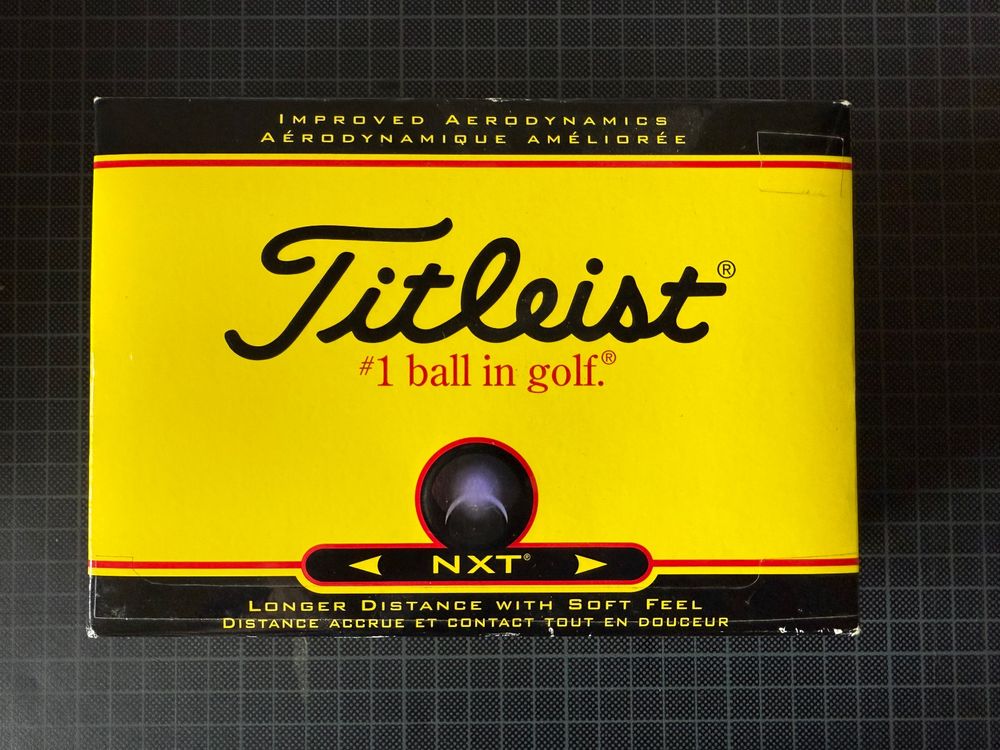 IMPROVED AERODYNAMICS
AÉRODYNAMIQUE AMÉLIORÉE
Titleist®
#1 ball in golf.®
NXT®
LONGER DISTANCE WITH SOFT FEEL
DISTANCE ACCRUE ET CONTACT TOUT EN DOUCEUR